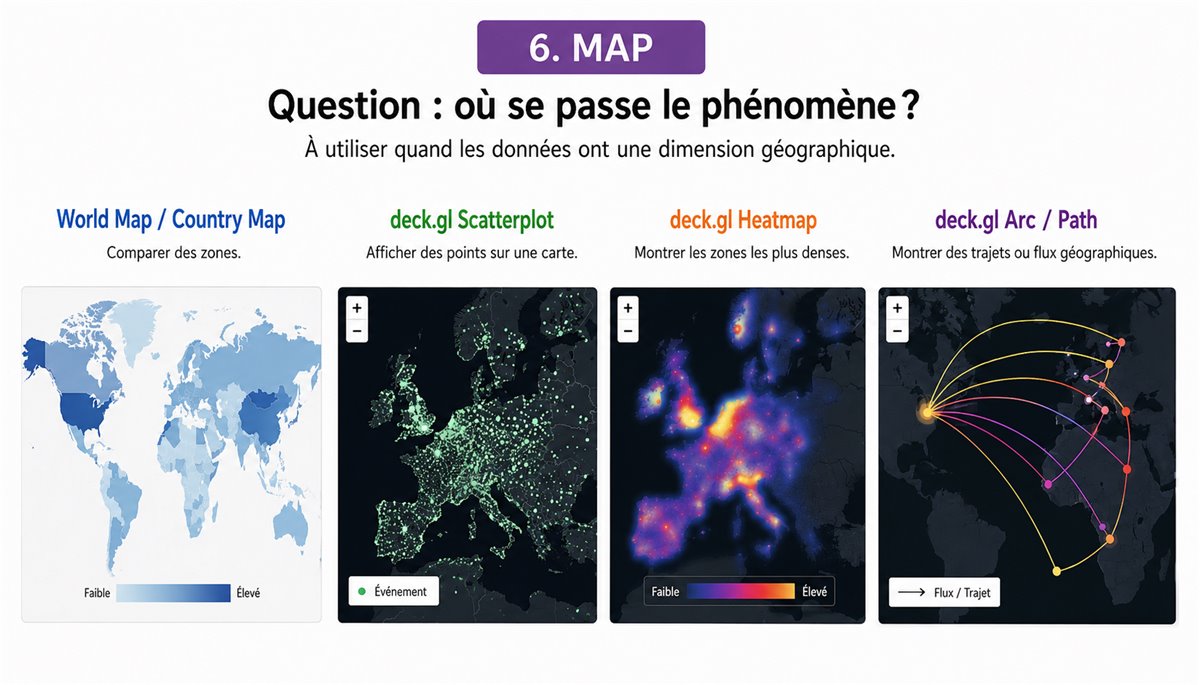 6. MAP
Question : où se passe le phénomène ?
À utiliser quand les données ont une dimension géographique.
World Map / Country Map
Comparer des zones.
Faible
Élevé
deck.gl Scatterplot
Afficher des points sur une carte.
+
−
Événement
deck.gl Heatmap
Montrer les zones les plus denses.
+
−
Faible
Élevé
deck.gl Arc / Path
Montrer des trajets ou flux géographiques.
+
−
Flux / Trajet